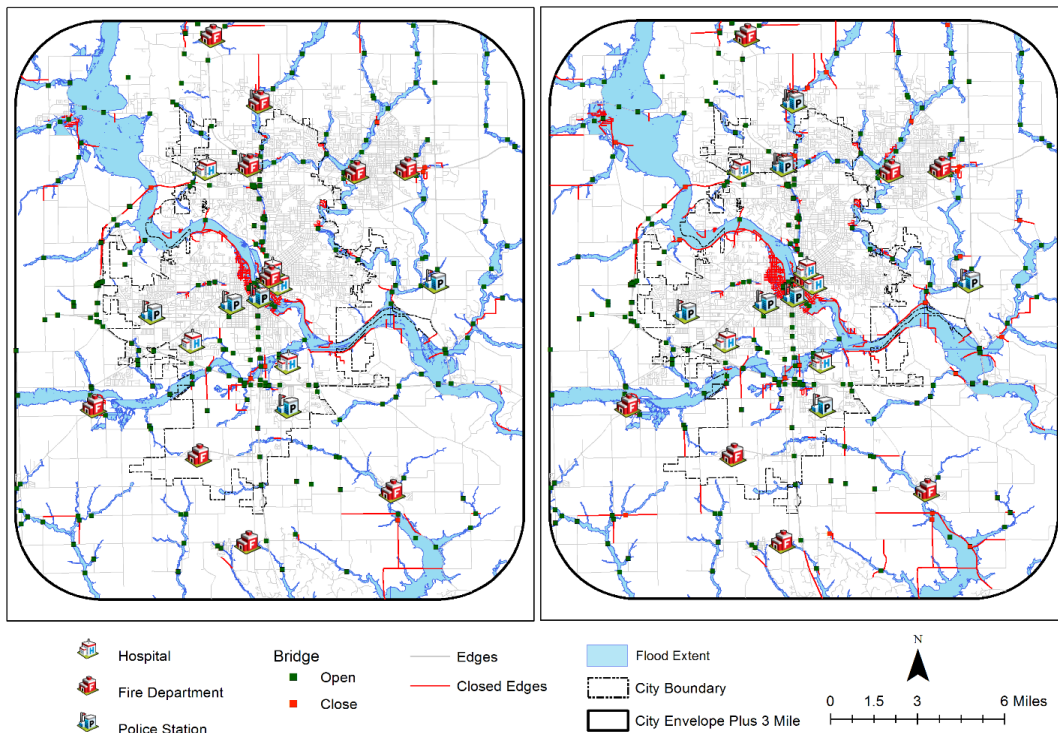 Hospital
Fire Department
Police Station
Bridge
Open
Close
Edges
Closed Edges
Flood Extent
City Boundary
City Envelope Plus 3 Mile
N
0 1.5 3 6 Miles